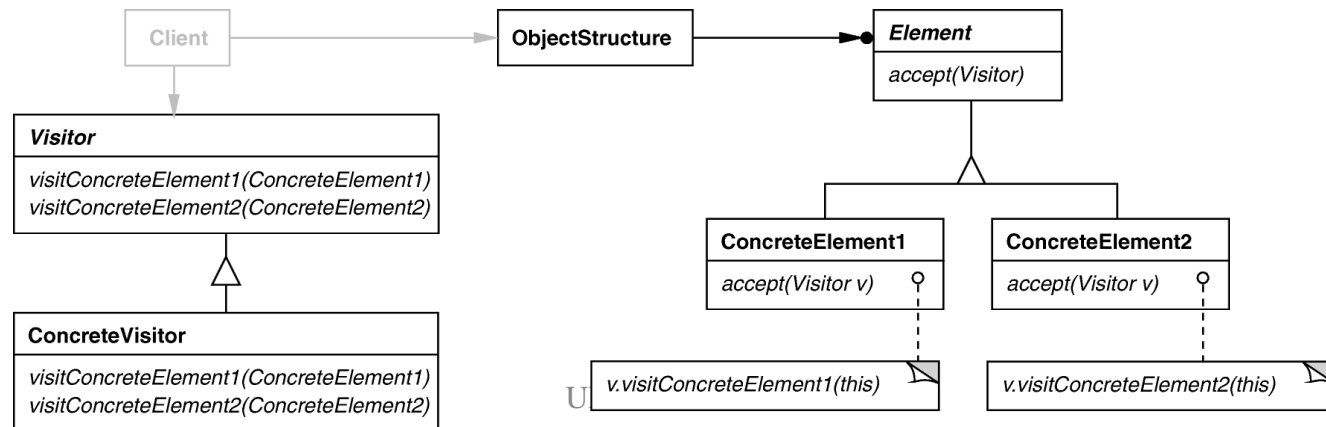 Client
ObjectStructure
Element
accept(Visitor)
Visitor
visitConcreteElement1(ConcreteElement1)
visitConcreteElement2(ConcreteElement2)
ConcreteElement1
accept(Visitor v)
ConcreteElement2
accept(Visitor v)
ConcreteVisitor
visitConcreteElement1(ConcreteElement1)
visitConcreteElement2(ConcreteElement2)
v.visitConcreteElement1(this)
v.visitConcreteElement2(this)